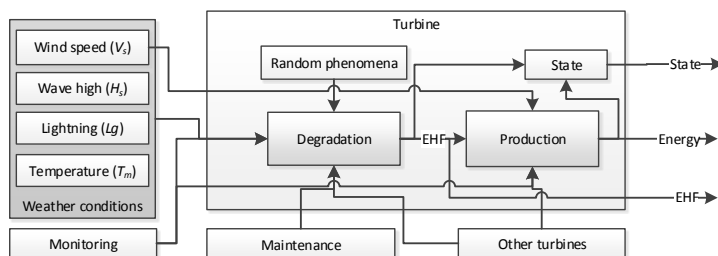 Turbine
Wind speed (Vs)
Random phenomena
State
State
Wave high (Hs)
Lightning (Lg)
Degradation
EHF
Production
Energy
Temperature (Tm)
EHF
Weather conditions
Monitoring
Maintenance
Other turbines